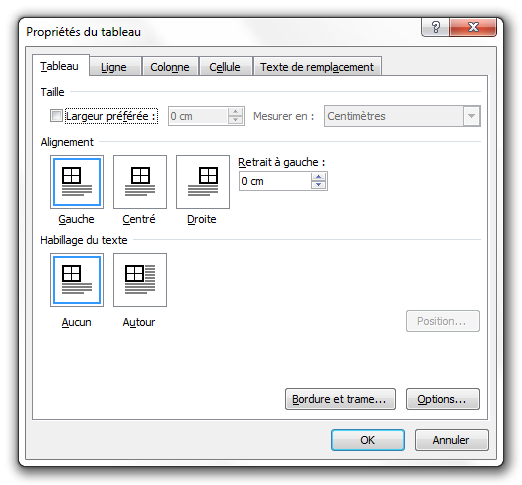 Propriétés du tableau
Tableau Ligne Colonne Cellule Texte de remplacement
Taille
Largeur préférée : 0 cm Mesurer en : Centimètres
Alignement
Retrait à gauche :
0 cm
Gauche Centré Droite
Habillage du texte
Aucun Autour Position...
Bordure et trame... Options...
OK Annuler